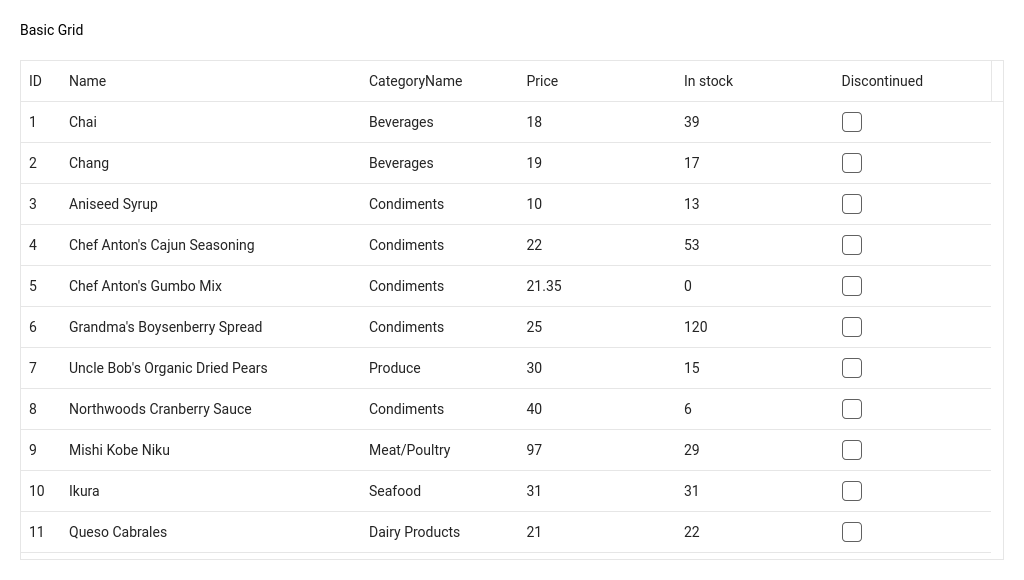 Basic Grid
ID Name CategoryName Price In stock Discontinued
1 Chai Beverages 18 39
2 Chang Beverages 19 17
3 Aniseed Syrup Condiments 10 13
4 Chef Anton's Cajun Seasoning Condiments 22 53
5 Chef Anton's Gumbo Mix Condiments 21.35 0
6 Grandma's Boysenberry Spread Condiments 25 120
7 Uncle Bob's Organic Dried Pears Produce 30 15
8 Northwoods Cranberry Sauce Condiments 40 6
9 Mishi Kobe Niku Meat/Poultry 97 29
10 Ikura Seafood 31 31
11 Queso Cabrales Dairy Products 21 22